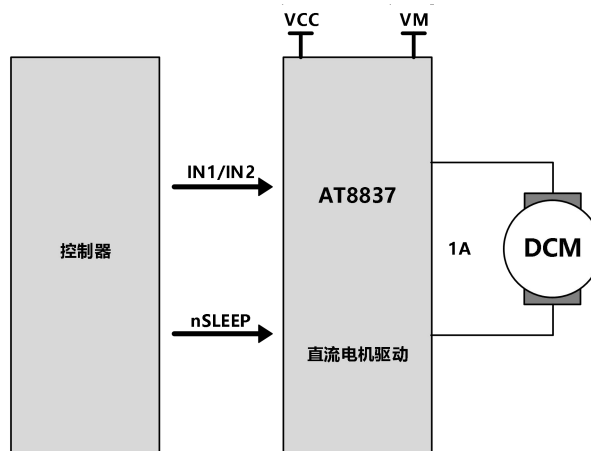 VCC
VM
IN1/IN2
AT8837
控制器
1A
DCM
nSLEEP
直流电机驱动